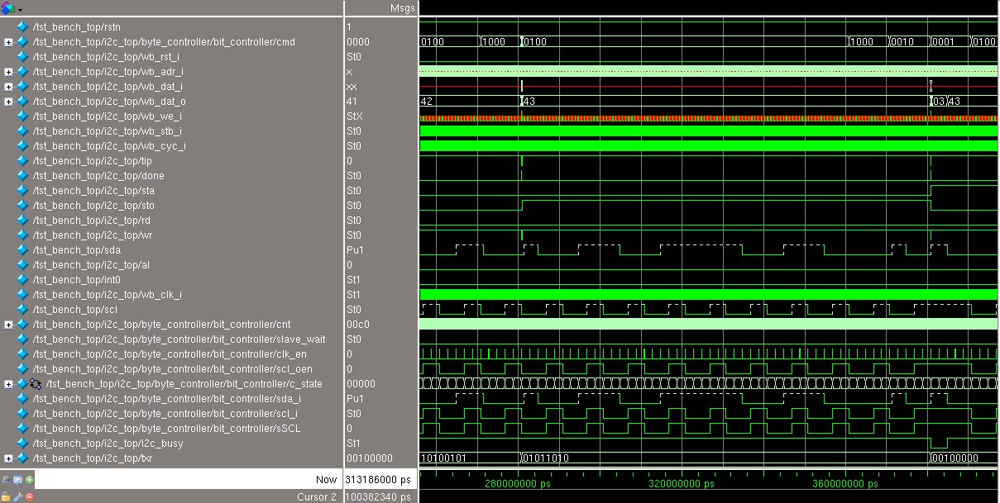 Msgs
/tst_bench_top/rstn 1
/tst_bench_top/i2c_top/byte_controller/bit_controller/cmd 0000 0100 1000 0100 1000 0010 0001 0100
/tst_bench_top/i2c_top/wb_rst_i St0
/tst_bench_top/i2c_top/wb_adr_i x
/tst_bench_top/i2c_top/wb_dat_i xx
/tst_bench_top/i2c_top/wb_dat_o 41 42 43 03 43
/tst_bench_top/i2c_top/wb_we_i StX
/tst_bench_top/i2c_top/wb_stb_i St0
/tst_bench_top/i2c_top/wb_cyc_i St0
/tst_bench_top/i2c_top/tip 0
/tst_bench_top/i2c_top/done St0
/tst_bench_top/i2c_top/sta St0
/tst_bench_top/i2c_top/sto St0
/tst_bench_top/i2c_top/rd St0
/tst_bench_top/i2c_top/wr St0
/tst_bench_top/sda Pu1
/tst_bench_top/i2c_top/al 0
/tst_bench_top/int0 St1
/tst_bench_top/i2c_top/wb_clk_i St1
/tst_bench_top/scl St0
/tst_bench_top/i2c_top/byte_controller/bit_controller/cnt 00c0
/tst_bench_top/i2c_top/byte_controller/bit_controller/slave_wait St0
/tst_bench_top/i2c_top/byte_controller/bit_controller/clk_en 0
/tst_bench_top/i2c_top/byte_controller/bit_controller/scl_oen 0
/tst_bench_top/i2c_top/byte_controller/bit_controller/c_state 00000
/tst_bench_top/i2c_top/byte_controller/bit_controller/sda_i Pu1
/tst_bench_top/i2c_top/byte_controller/bit_controller/scl_i St0
/tst_bench_top/i2c_top/byte_controller/bit_controller/sSCL 0
/tst_bench_top/i2c_top/byte_controller/i2c_busy St1
/tst_bench_top/i2c_top/txr 00100000 10100101 01011010 00100000
Now 313186000 ps 280000000 ps 320000000 ps 360000000 ps
Cursor 2 100382340 ps